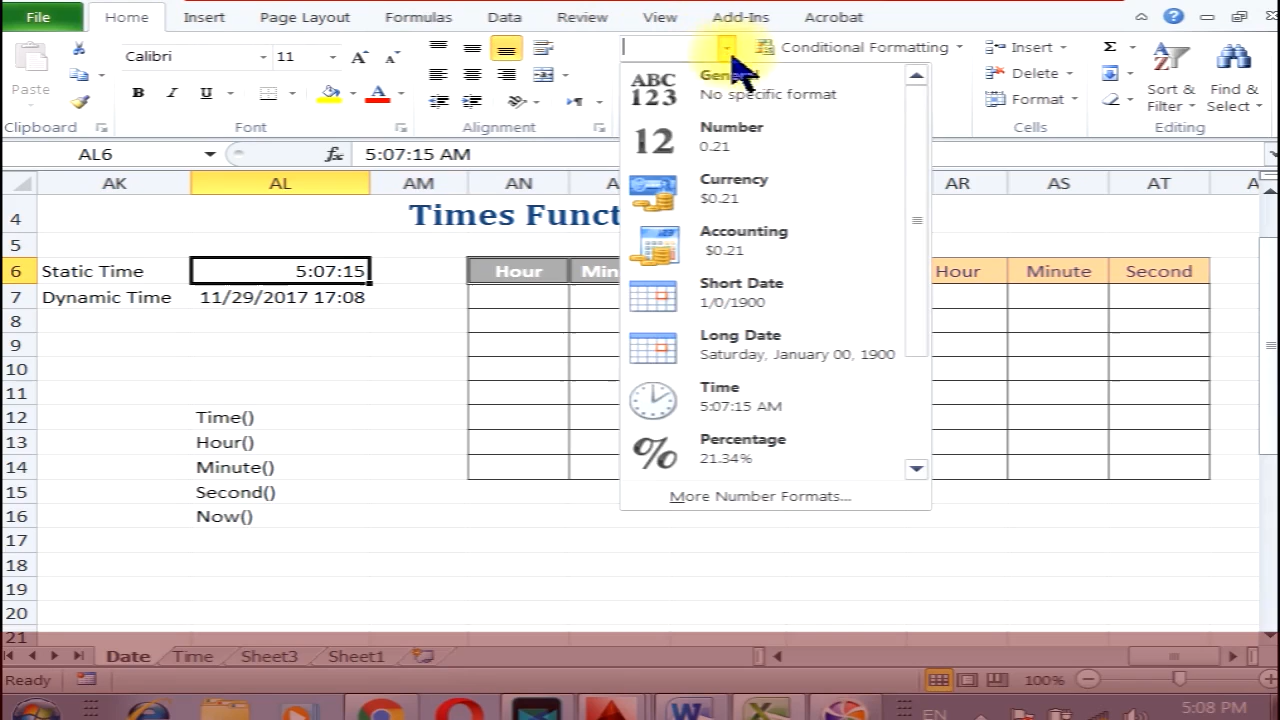 File Home Insert Page Layout Formulas Data Review View Add-Ins Acrobat
Calibri 11 Conditional Formatting Insert Σ
Paste Delete Sort & Find &
B I U A Format Filter Select
Clipboard Font Alignment Cells Editing
AL6 fx 5:07:15 AM
AK AL AM AN AR AS AT
4 Times Funct
5
6 Static Time 5:07:15 Hour Min Hour Minute Second
7 Dynamic Time 11/29/2017 17:08
8
9
10
11
12 Time()
13 Hour()
14 Minute()
15 Second()
16 Now()
17
18
19
20
21
ABC
123
General
No specific format
12
Number
0.21
Currency
$0.21
Accounting
$0.21
Short Date
1/0/1900
Long Date
Saturday, January 00, 1900
Time
5:07:15 AM
%
Percentage
21.34%
More Number Formats...
Date Time Sheet3 Sheet1
Ready 100%
EN 5:08 PM